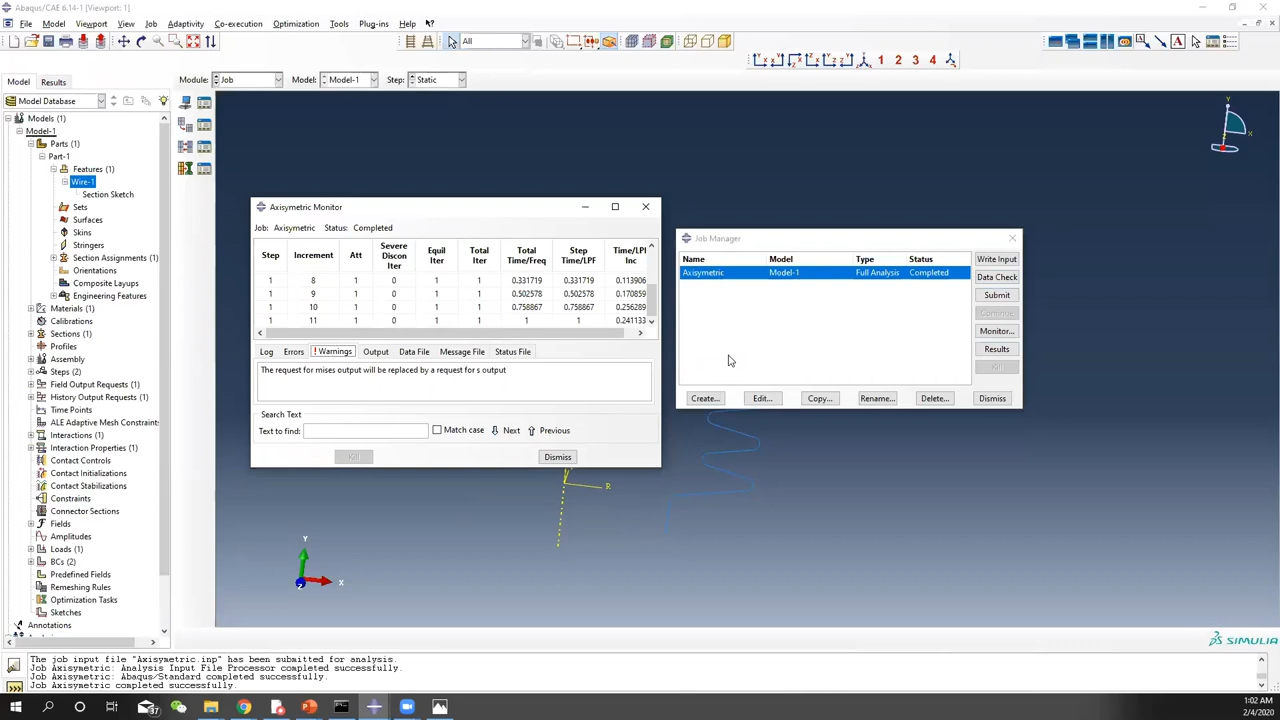 Abaqus/CAE 6.14-1 [Viewport: 1]
File Model Viewport View Job Adaptivity Co-execution Optimization Tools Plug-ins Help
All
1 2 3 4
Model Results
Module: Job Model: Model-1 Step: Static
Model Database
Models (1)
Model-1
Parts (1)
Part-1
Features (1)
Wire-1
Section Sketch
Sets
Surfaces
Skins
Stringers
Section Assignments (1)
Orientations
Composite Layups
Engineering Features
Materials (1)
Calibrations
Sections (1)
Profiles
Assembly
Steps (2)
Field Output Requests (1)
History Output Requests (1)
Time Points
ALE Adaptive Mesh Constraints
Interactions (1)
Interaction Properties (1)
Contact Controls
Contact Initializations
Contact Stabilizations
Constraints
Connector Sections
Fields
Amplitudes
Loads (1)
BCs (2)
Predefined Fields
Remeshing Rules
Optimization Tasks
Sketches
Annotations
Axisymetric Monitor
Job: Axisymetric Status: Completed
Step Increment Att Severe Discon Iter Equil Iter Total Iter Total Time/Freq Step Time/LPF Time/LPI Inc
8 1 0 1 1 0.331719 0.331719 0.113906
1 9 1 0 1 1 0.502578 0.502578 0.170859
1 10 1 0 1 1 0.758867 0.758867 0.256289
1 11 1 0 1 1 1 1 0.241133
Log Errors ! Warnings Output Data File Message File Status File
The request for mises output will be replaced by a request for s output
Search Text
Text to find: Match case Next Previous
Kill Dismiss
Job Manager
Name Model Type Status
Axisymetric Model-1 Full Analysis Completed
Write Input
Data Check
Submit
Continue
Monitor...
Results
Kill
Create... Edit... Copy... Rename... Delete... Dismiss
R
Y
X
Z
Y
X
SIMULIA
The job input file "Axisymetric.inp" has been submitted for analysis.
Job Axisymetric: Analysis Input File Processor completed successfully.
Job Axisymetric: Abaqus/Standard completed successfully.
Job Axisymetric completed successfully.
37
1:02 AM
2/4/2020